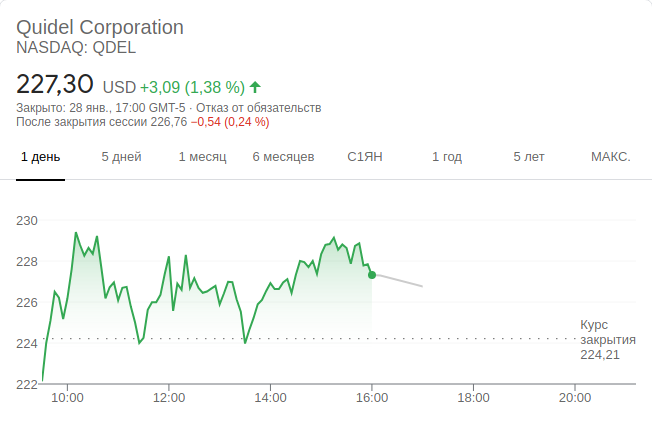 Quidel Corporation
NASDAQ: QDEL
227,30 USD +3,09 (1,38 %)
Закрыто: 28 янв., 17:00 GMT-5 · Отказ от обязательств
После закрытия сессии 226,76 −0,54 (0,24 %)
1 день 5 дней 1 месяц 6 месяцев С1ЯН 1 год 5 лет МАКС.
230
228
226
224
222
Курс
закрытия
224,21
10:00 12:00 14:00 16:00 18:00 20:00